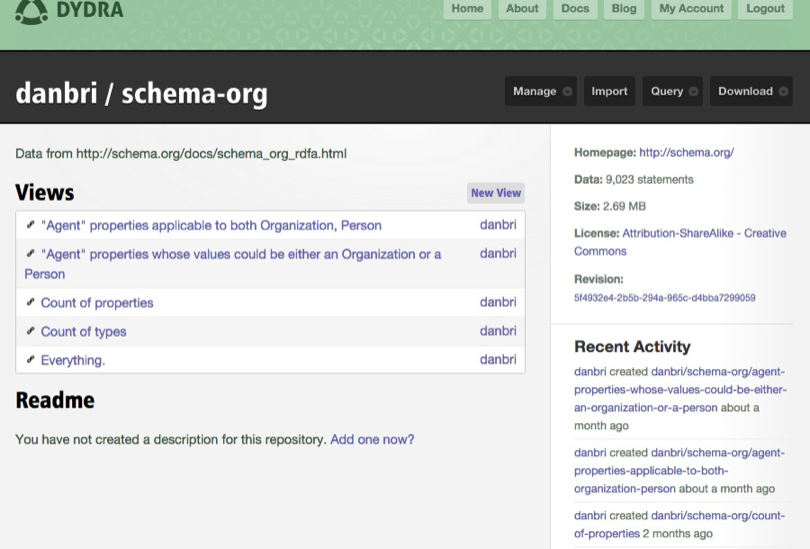 DYDRA
Home About Docs Blog My Account Logout
danbri / schema-org
Manage Import Query Download
Data from http://schema.org/docs/schema_org_rdfa.html
Views
New View
"Agent" properties applicable to both Organization, Person danbri
"Agent" properties whose values could be either an Organization or a danbri
Person
Count of properties danbri
Count of types danbri
Everything. danbri
Readme
You have not created a description for this repository. Add one now?
Homepage: http://schema.org/
Data: 9,023 statements
Size: 2.69 MB
License: Attribution-ShareAlike - Creative
Commons
Revision:
5f4932e4-2b5b-294a-965c-d4bba7299059
Recent Activity
danbri created danbri/schema-org/agent-
properties-whose-values-could-be-either-
an-organization-or-a-person about a
month ago
danbri created danbri/schema-org/agent-
properties-applicable-to-both-
organization-person about a month ago
danbri created danbri/schema-org/count-
of-properties 2 months ago